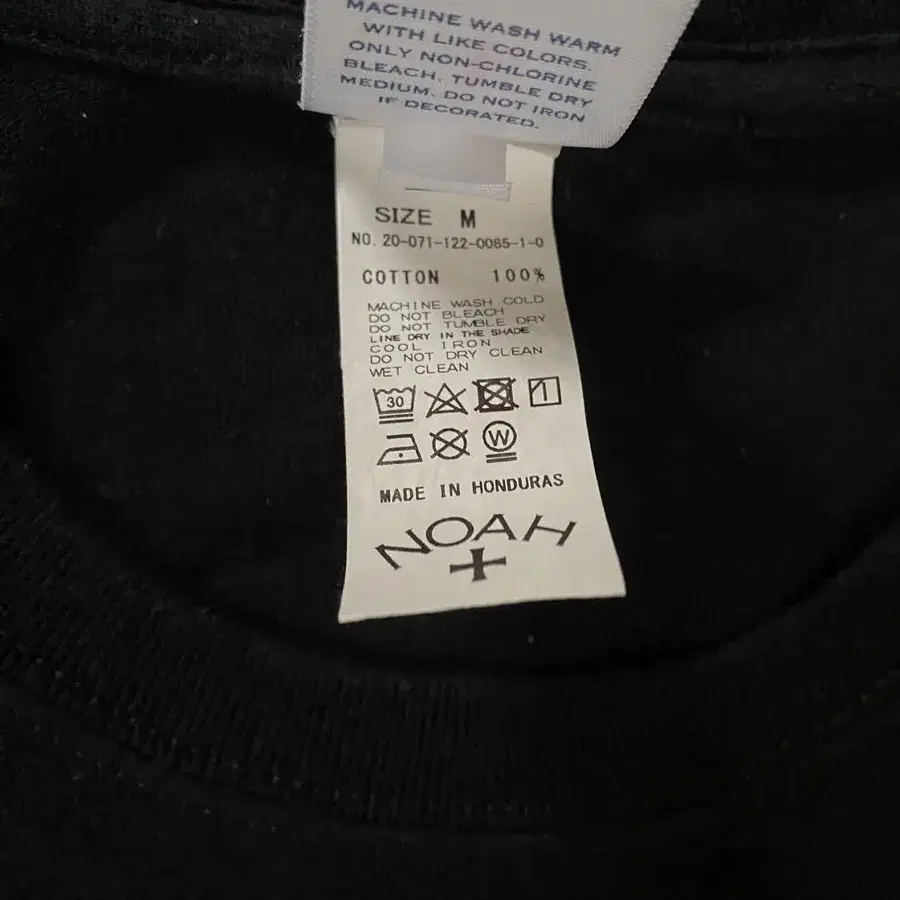 MACHINE WASH WARM
WITH LIKE COLORS.
ONLY NON-CHLORINE
BLEACH. TUMBLE DRY
MEDIUM. DO NOT IRON
IF DECORATED.
SIZE M
NO. 20-071-122-0085-1-0
COTTON 100%
MACHINE WASH COLD
DO NOT BLEACH
DO NOT TUMBLE DRY
LINE DRY IN THE SHADE
COOL IRON
DO NOT DRY CLEAN
WET CLEAN
30
W
MADE IN HONDURAS
NOAH